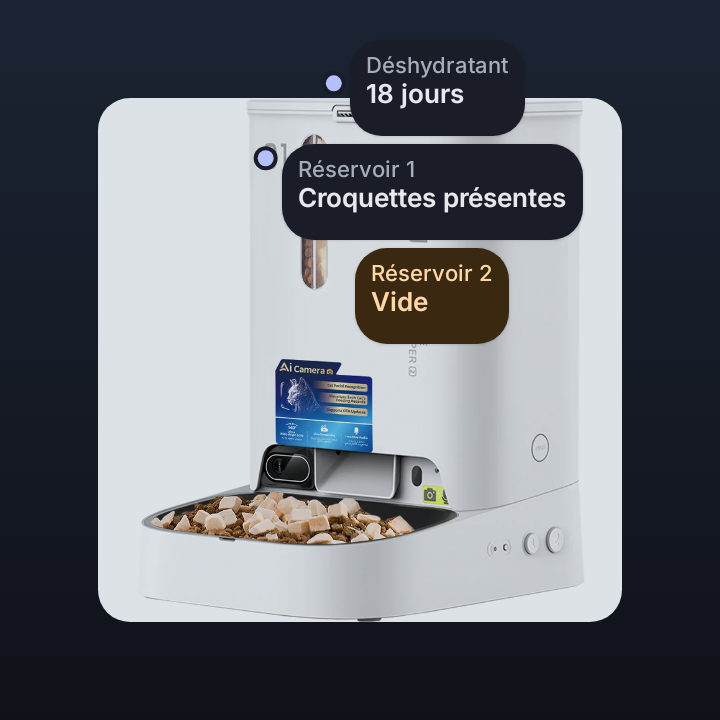 Déshydratant
18 jours
Réservoir 1
Croquettes présentes
Réservoir 2
Vide
Ai Camera